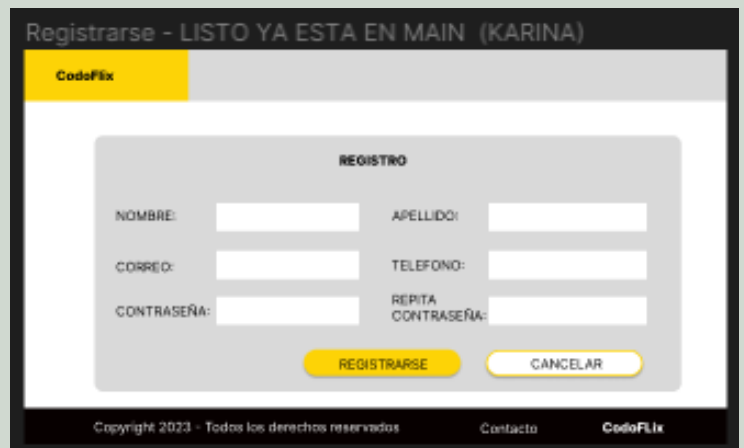 Registrarse - LISTO YA ESTA EN MAIN (KARINA)
CodoFlix
REGISTRO
NOMBRE:
APELLIDO:
CORREO:
TELEFONO:
CONTRASEÑA:
REPITA
CONTRASEÑA:
REGISTRARSE
CANCELAR
Copyright 2023 - Todos los derechos reservados
Contacto
CodoFLix